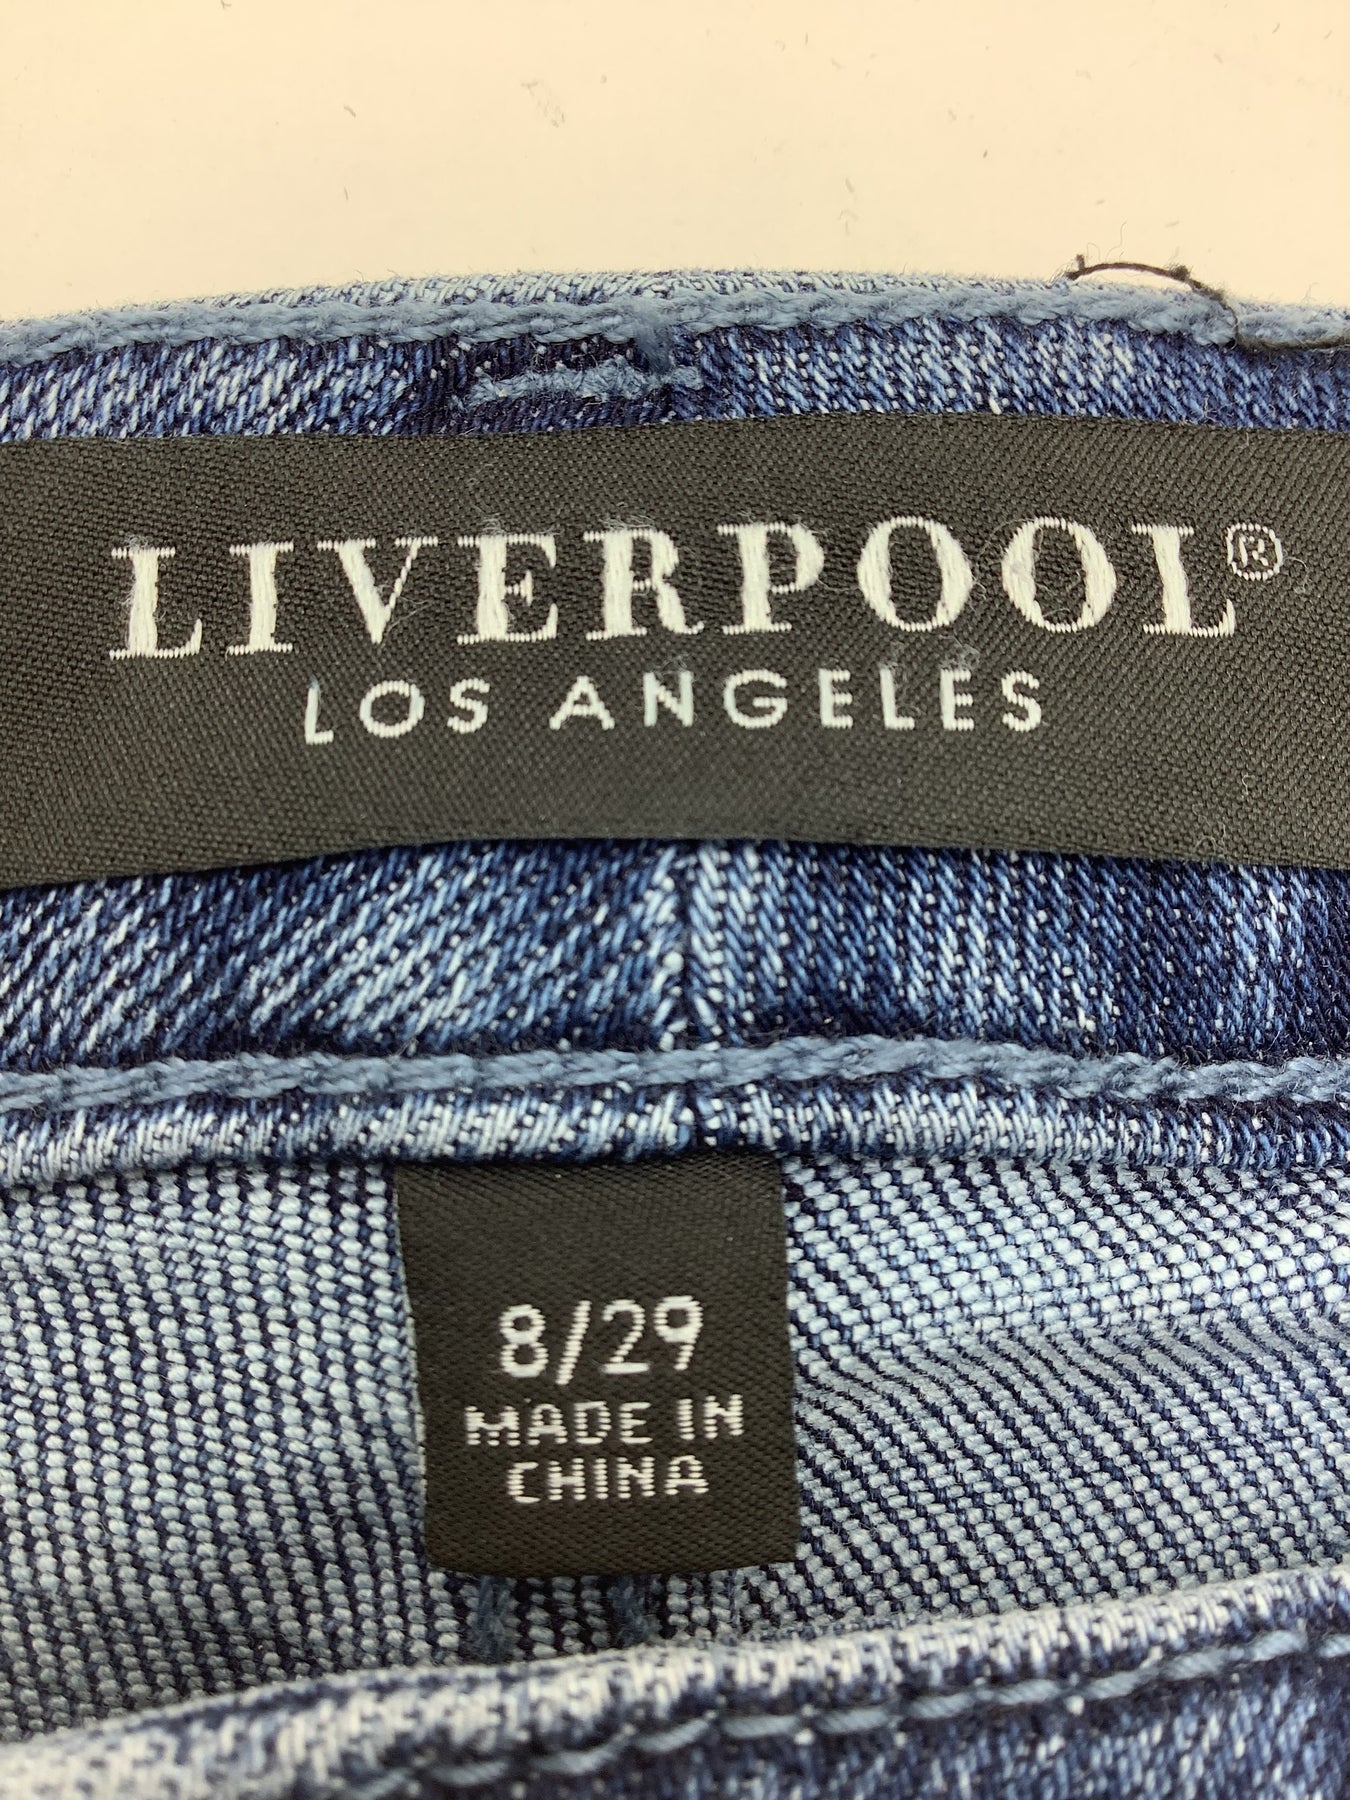 LIVERPOOL®
LOS ANGELES
8/29
MADE IN
CHINA